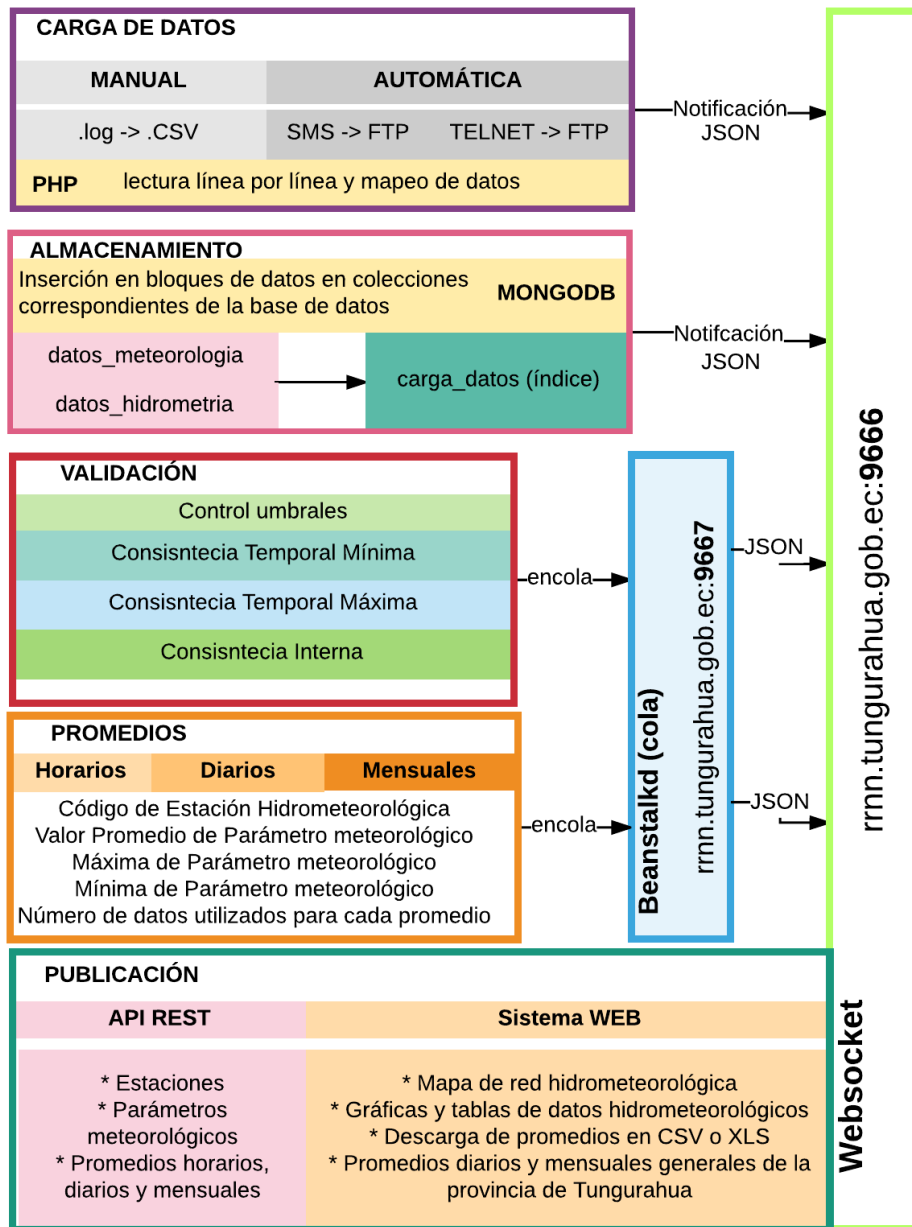 CARGA DE DATOS
MANUAL
AUTOMÁTICA
.log -> .CSV
SMS -> FTP
TELNET -> FTP
PHP
lectura línea por línea y mapeo de datos
Notificación
JSON
ALMACENAMIENTO
Inserción en bloques de datos en colecciones
correspondientes de la base de datos
MONGODB
datos_meteorologia
datos_hidrometria
carga_datos (índice)
Notifcación
JSON
VALIDACIÓN
Control umbrales
Consisntecia Temporal Mínima
Consisntecia Temporal Máxima
Consisntecia Interna
encola
PROMEDIOS
Horarios
Diarios
Mensuales
Código de Estación Hidrometeorológica
Valor Promedio de Parámetro meteorológico
Máxima de Parámetro meteorológico
Mínima de Parámetro meteorológico
Número de datos utilizados para cada promedio
encola
Beanstalkd (cola)
rrnn.tungurahua.gob.ec:9667
JSON
JSON
PUBLICACIÓN
API REST
Sistema WEB
* Estaciones
* Parámetros
meteorológicos
* Promedios horarios,
diarios y mensuales
* Mapa de red hidrometeorológica
* Gráficas y tablas de datos hidrometeorológicos
* Descarga de promedios en CSV o XLS
* Promedios diarios y mensuales generales de la
provincia de Tungurahua
Websocket
rrnn.tungurahua.gob.ec:9666